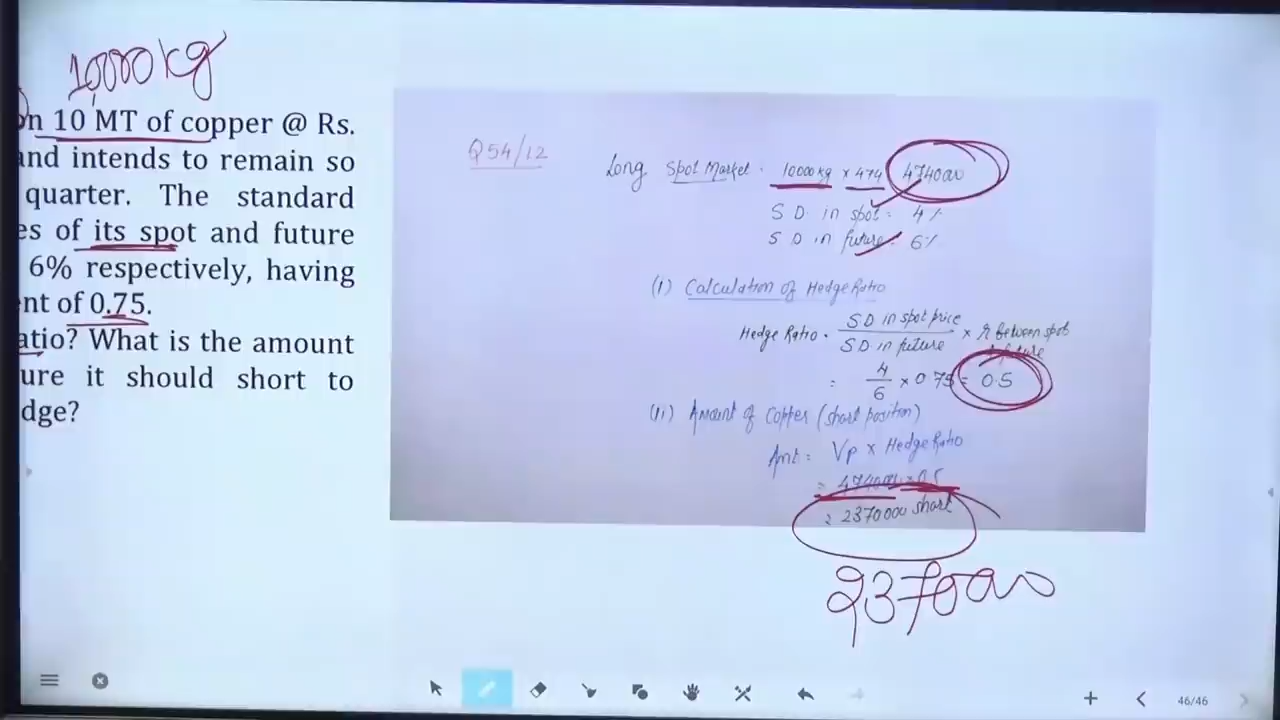 10000 kg
on 10 MT of copper @ Rs.
and intends to remain so
quarter. The standard
es of its spot and future
6% respectively, having
nt of 0.75.
atio? What is the amount
ure it should short to
dge?
Q54/12
Long Spot Market. 10000kg × 474 4740000
S D. in spot = 4%
S D in future = 6%
(I) Calculation of Hedge Ratio
Hedge Ratio = SD in spot price / SD in future × r between spot & future
= 4/6 × 0.75 = 0.5
(II) Amount of Copper (short position)
Amt = Vp × Hedge Ratio
= 4740000 × 0.5
= 2370000 short
2370000
46/46